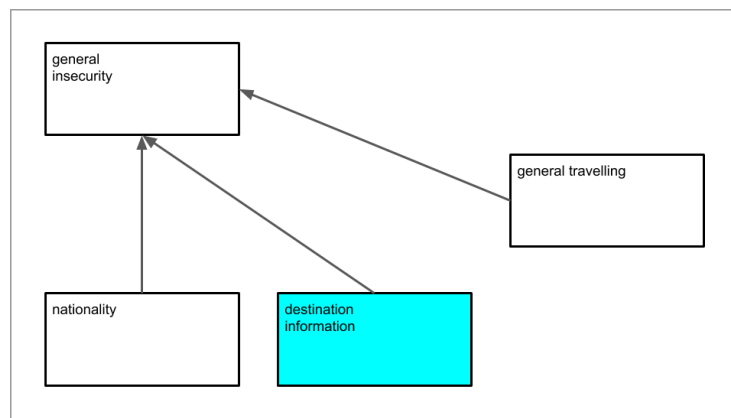 general
insecurity
general travelling
nationality
destination
information